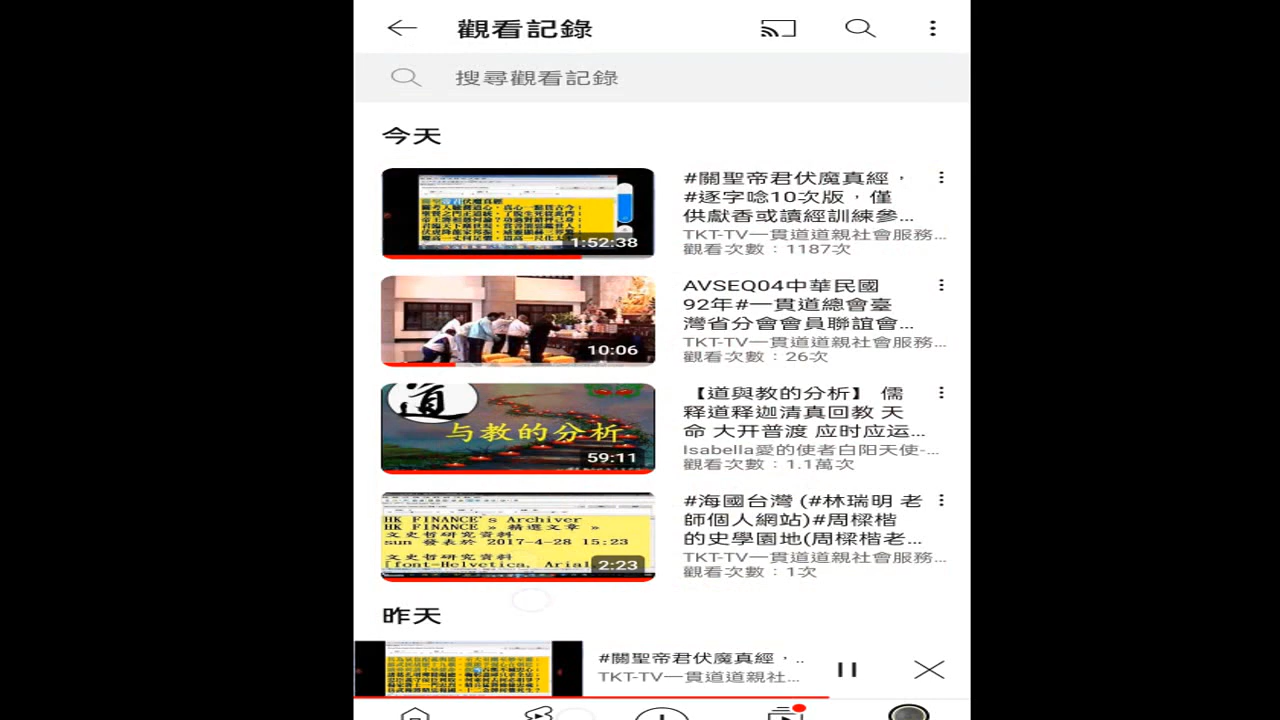 觀看記錄
搜尋觀看記錄
今天
1:52:38
#關聖帝君伏魔真經，
#逐字唸10次版，僅
供獻香或讀經訓練參...
TKT-TV一貫道道親社會服務...
觀看次數：1187次
10:06
AVSEQ04中華民國
92年#一貫道總會臺
灣省分會會員聯誼會...
TKT-TV一貫道道親社會服務...
觀看次數：26次
道
与教的分析
59:11
【道與教的分析】 儒
释道释迦清真回教 天
命 大开普渡 应时应运...
Isabella愛的使者白阳天使-...
觀看次數：1.1萬次
HK FINANCE's Archiver
HK FINANCE » 精選文章 »
文史哲研究資料
sun 發表於 2017-4-28 15:23
文史哲研究資料
[font=Helvetica, Arial
2:23
#海國台灣 (#林瑞明 老
師個人網站)#周樑楷
的史學園地(周樑楷老...
TKT-TV一貫道道親社會服務...
觀看次數：1次
昨天
#關聖帝君伏魔真經，..
TKT-TV一貫道道親社...